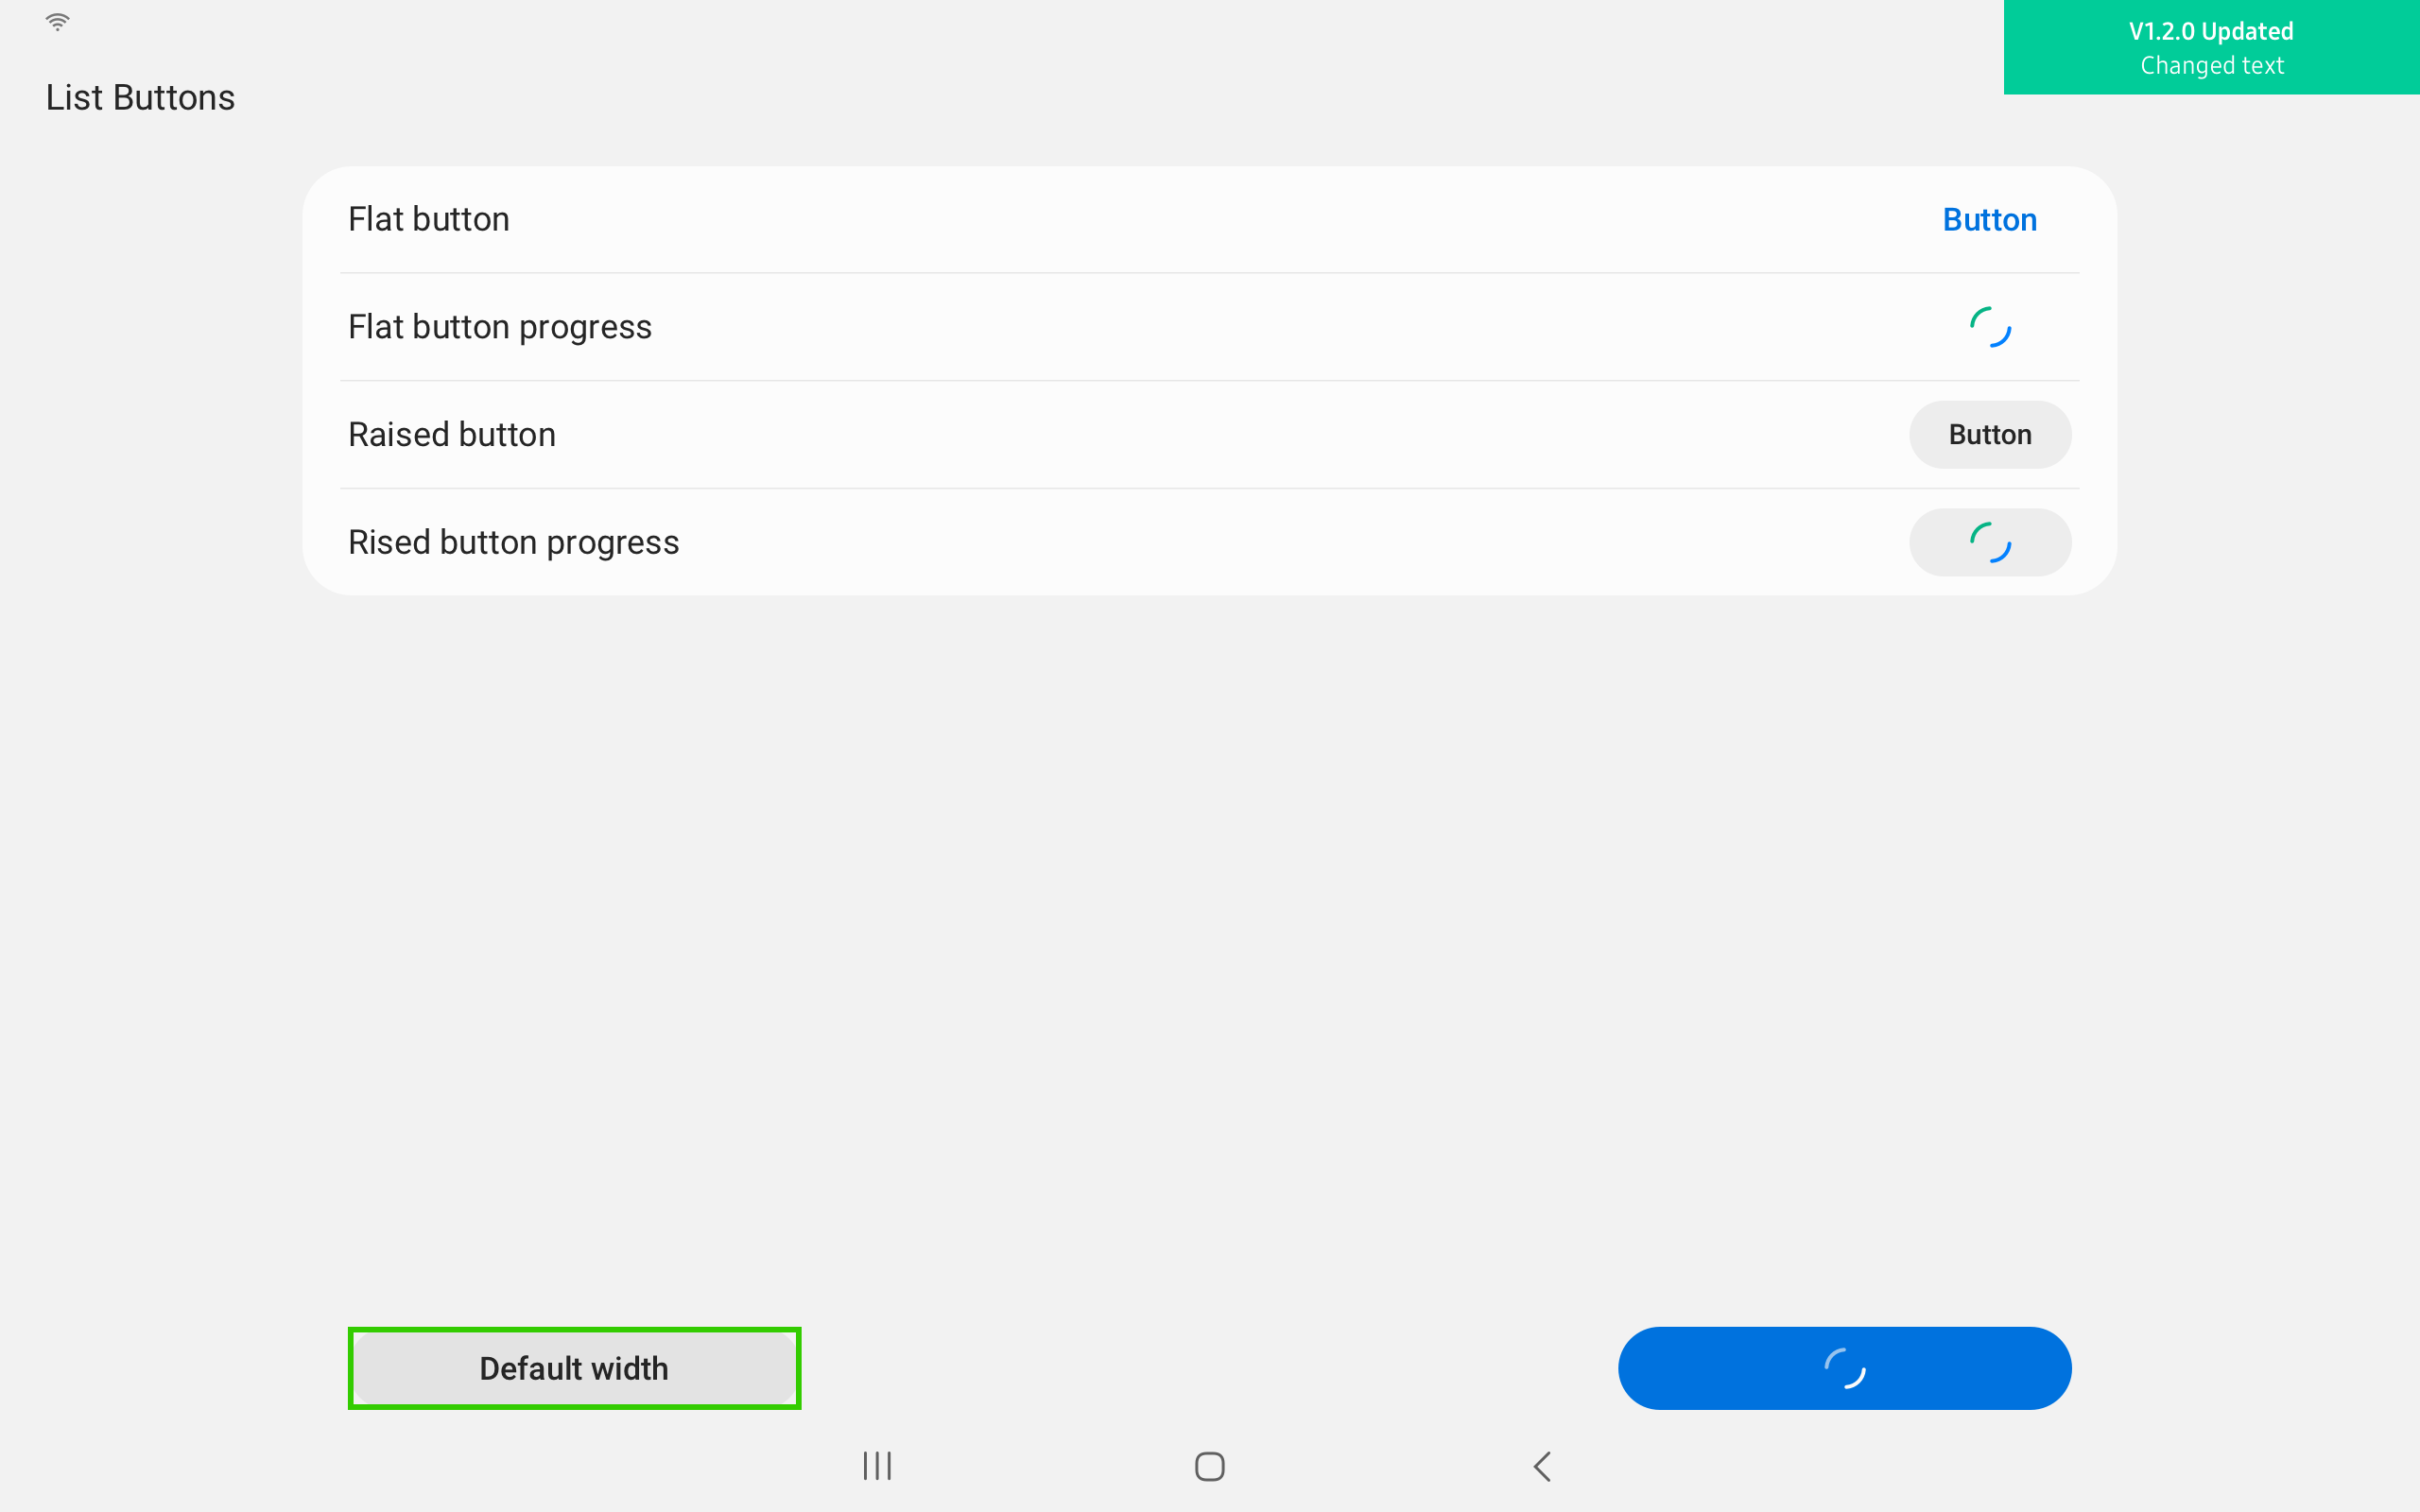 V1.2.0 Updated
Changed text
List Buttons
Flat button
Button
Flat button progress
Raised button
Button
Rised button progress
Default width